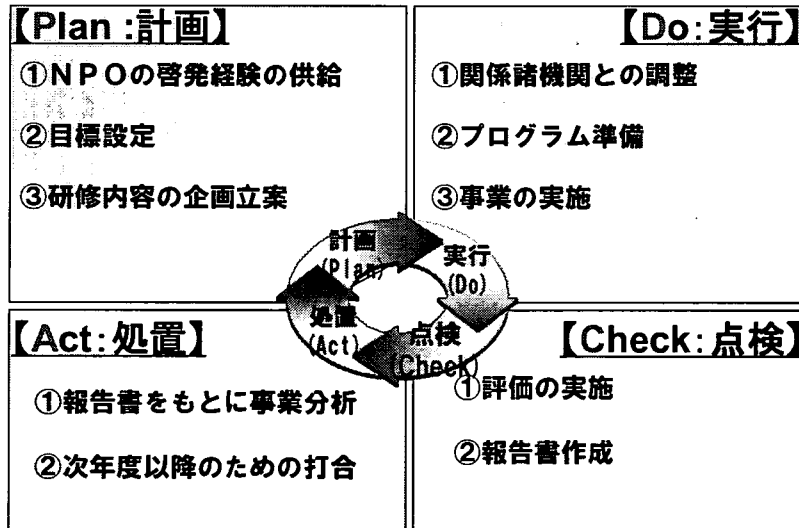 【Plan :計画】
①ＮＰＯの啓発経験の供給
②目標設定
③研修内容の企画立案
【Do:実行】
①関係諸機関との調整
②プログラム準備
③事業の実施
計画
(Plan)
実行
(Do)
処置
(Act)
点検
(Check)
【Act:処置】
①報告書をもとに事業分析
②次年度以降のための打合
【Check:点検】
①評価の実施
②報告書作成